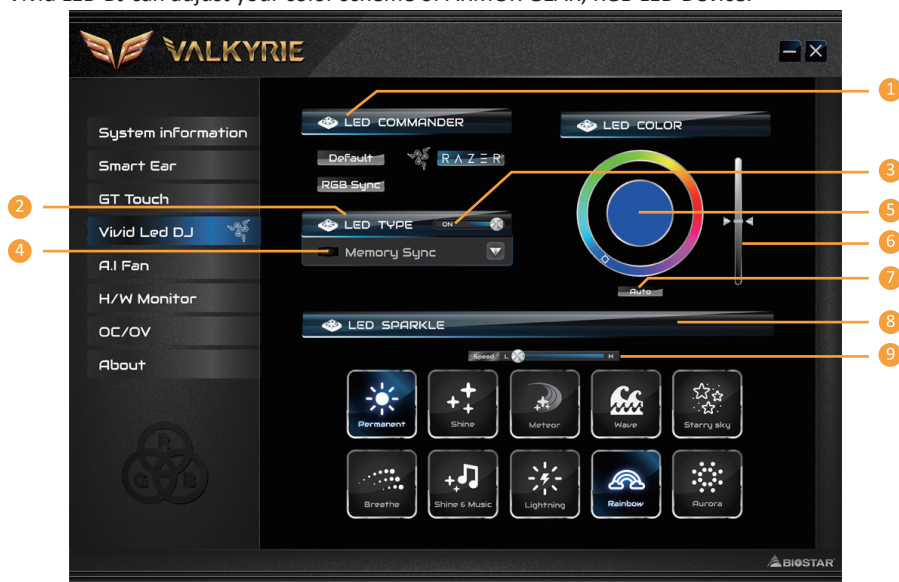 Vivid LED DJ can adjust your color scheme of ARMOR GEAR, RGB LED Device.
VALKYRIE
System information
Smart Ear
GT Touch
Vivid Led DJ
A.I Fan
H/W Monitor
OC/OV
About
R
G
B
LED COMMANDER
Default
RAZER
RGB Sync
LED TYPE
ON
Memory Sync
LED COLOR
Auto
LED SPARKLE
Speed L H
Permanent
Shine
Meteor
Wave
Starry sky
Breathe
Shine & Music
Lightning
Rainbow
Aurora
BIOSTAR
1
2
3
4
5
6
7
8
9